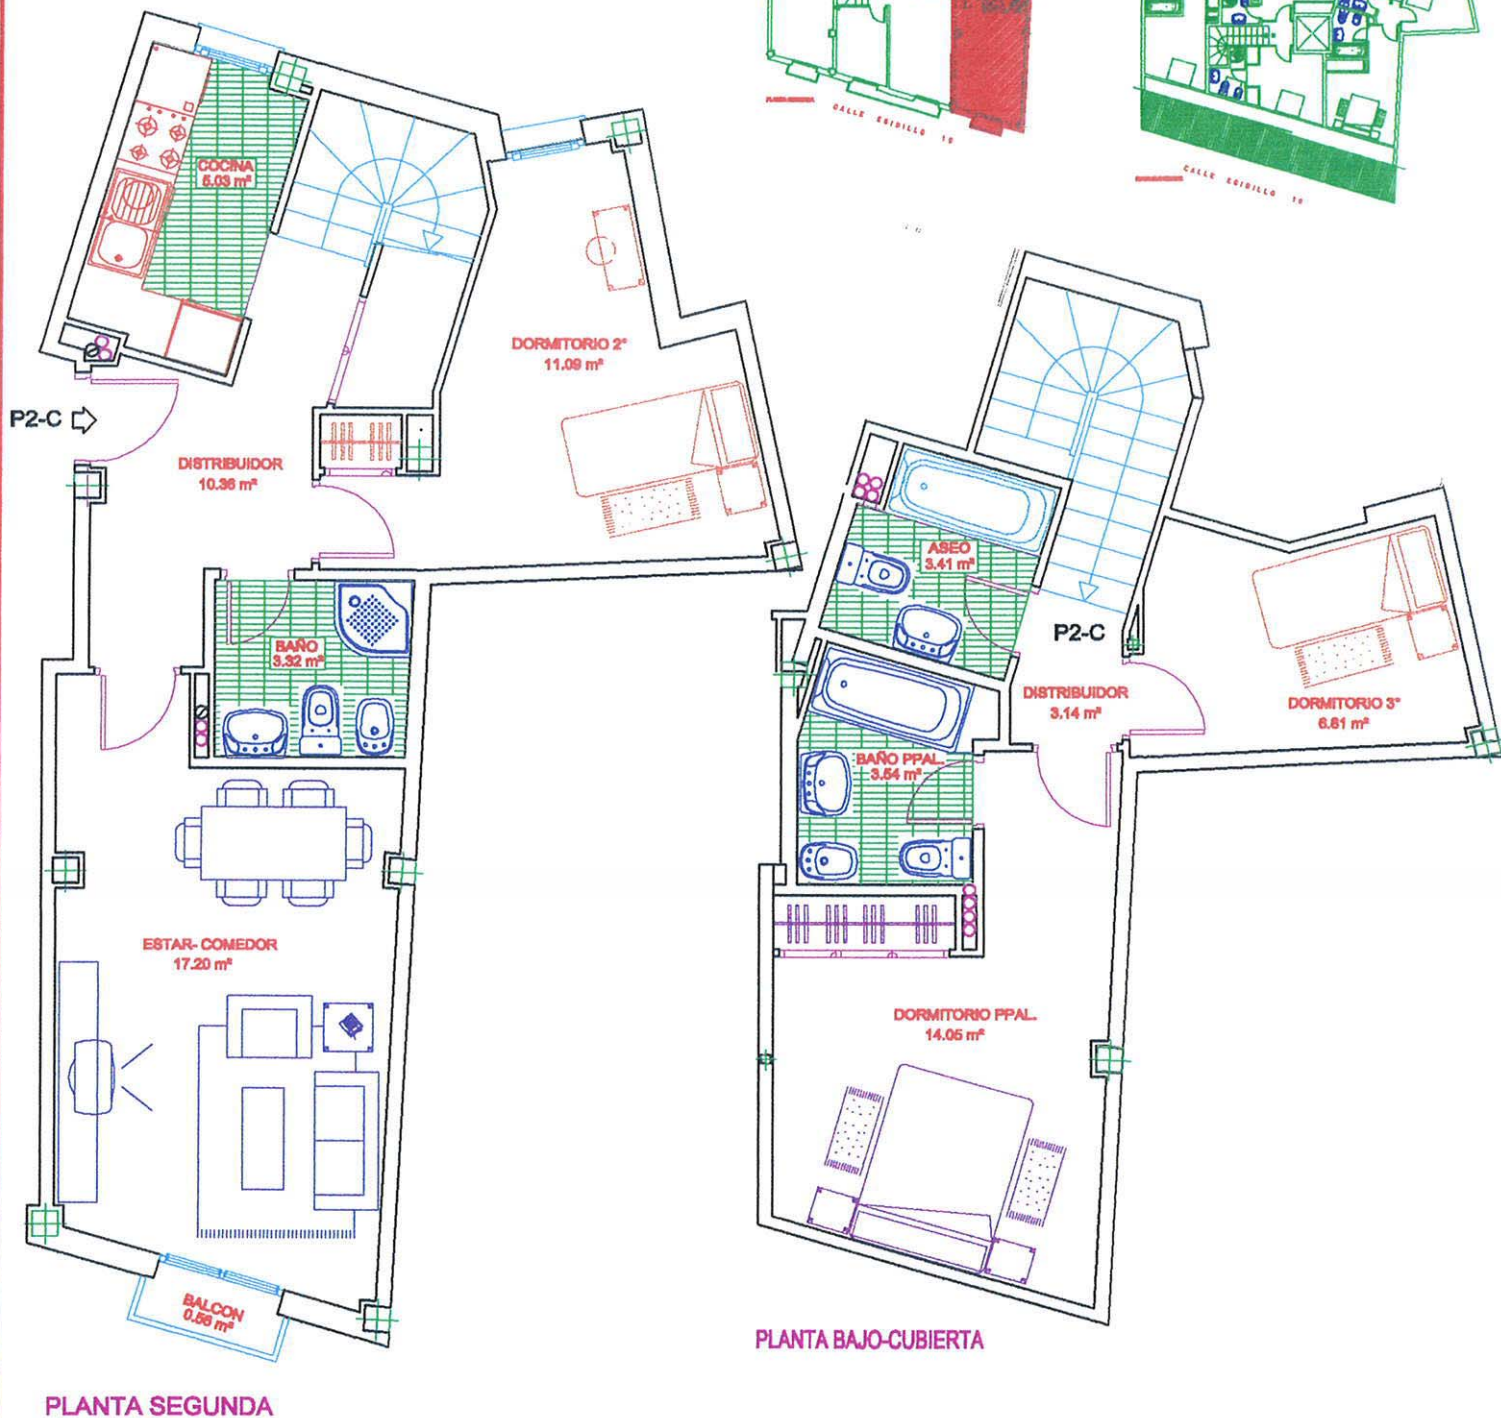 CALLE EGIDILLO 10
CALLE EGIDILLO 10
COCINA
5.03 m²
DORMITORIO 2º
11.09 m²
P2-C
DISTRIBUIDOR
10.36 m²
BAÑO
3.32 m²
ESTAR- COMEDOR
17.20 m²
BALCON
0.56 m²
PLANTA SEGUNDA
ASEO
3.41 m²
P2-C
DISTRIBUIDOR
3.14 m²
DORMITORIO 3º
6.61 m²
BAÑO PPAL.
3.54 m²
DORMITORIO PPAL.
14.05 m²
PLANTA BAJO-CUBIERTA